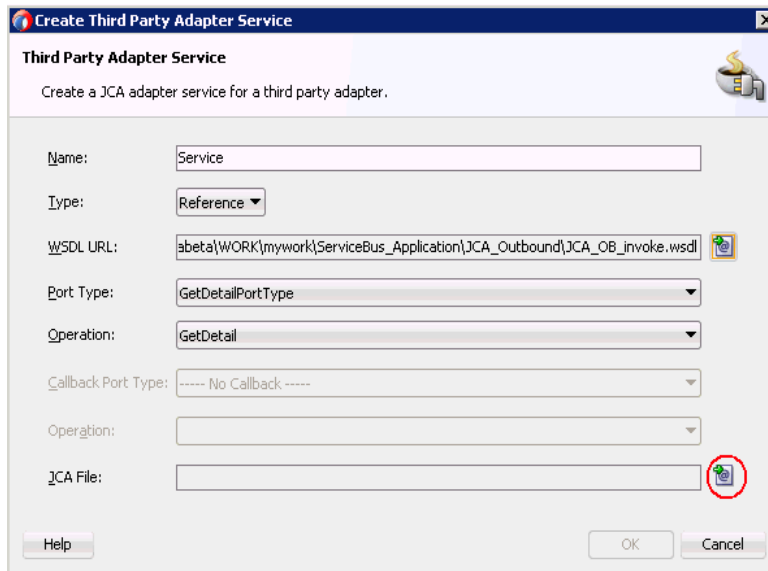 Create Third Party Adapter Service
Third Party Adapter Service
Create a JCA adapter service for a third party adapter.
Name: Service
Type: Reference
WSDL URL: abeta\WORK\mywork\ServiceBus_Application\JCA_Outbound\JCA_OB_invoke.wsdl
Port Type: GetDetailPortType
Operation: GetDetail
Callback Port Type: ----- No Callback -----
Operation:
JCA File:
Help OK Cancel